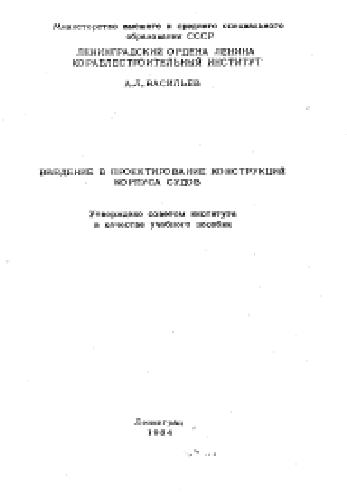 Министерство высшего и среднего специального
образования СССР
ЛЕНИНГРАДСКИЙ ОРДЕНА ЛЕНИНА
КОРАБЛЕСТРОИТЕЛЬНЫЙ ИНСТИТУТ
А.Л.ВАСИЛЬЕВ
ВВЕДЕНИЕ В ПРОЕКТИРОВАНИЕ КОНСТРУКЦИЙ
КОРПУСА СУДОВ
Утверждено советом института
в качестве учебного пособия
Ленинград
1984